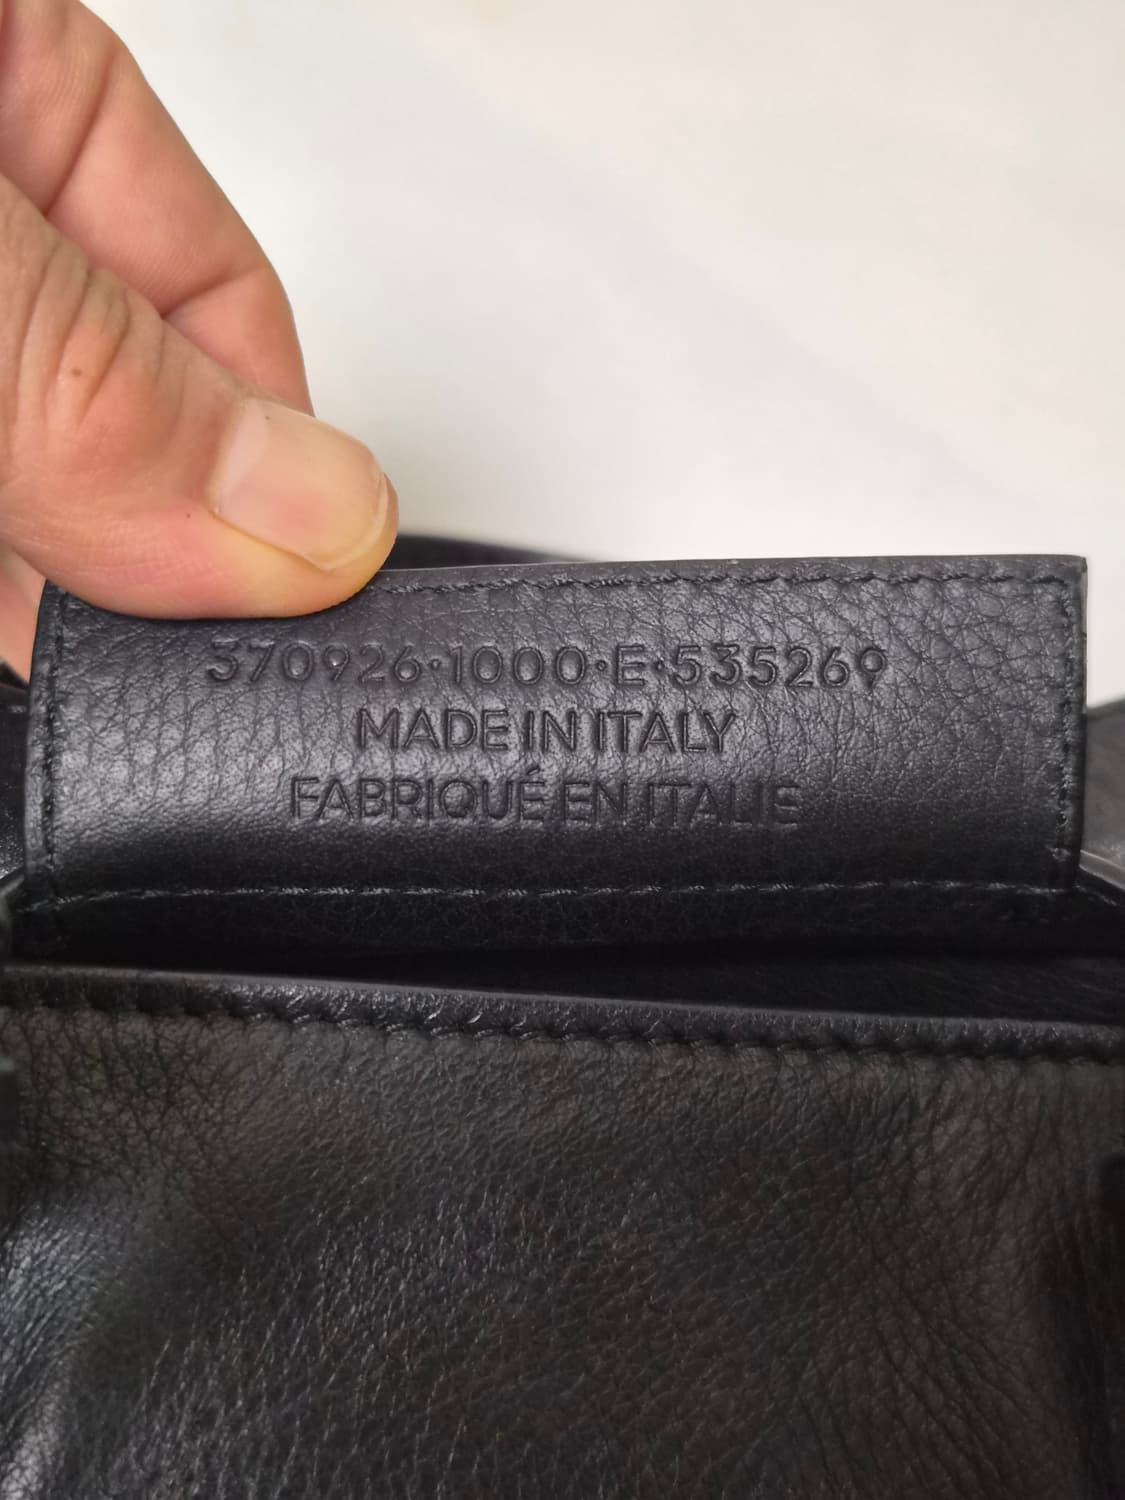 370926•1000•E•535269
MADE IN ITALY
FABRIQUÉ EN ITALIE